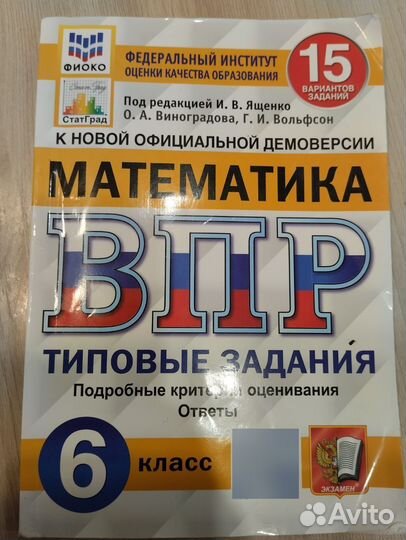 ФИОКО
СтатГрад
ФЕДЕРАЛЬНЫЙ ИНСТИТУТ
ОЦЕНКИ КАЧЕСТВА ОБРАЗОВАНИЯ
15
ВАРИАНТОВ
ЗАДАНИЙ
Под редакцией И. В. Ященко
О. А. Виноградова, Г. И. Вольфсон
К НОВОЙ ОФИЦИАЛЬНОЙ ДЕМОВЕРСИИ
МАТЕМАТИКА
ВПР
ТИПОВЫЕ ЗАДАНИЯ
Подробные критерии оценивания
Ответы
6 класс
ЭКЗАМЕН
Avito